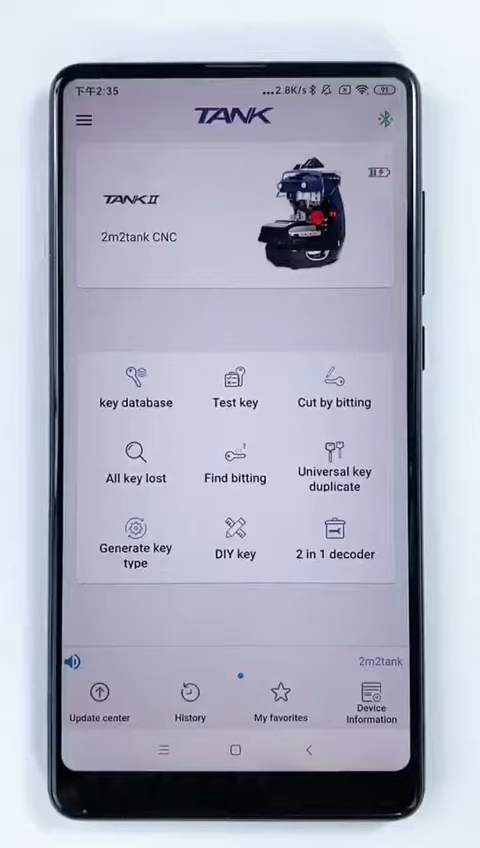 下午2:35
...2.8K/s
91
TANK
TANK II
2m2tank CNC
key database
Test key
Cut by bitting
All key lost
Find bitting
Universal key
duplicate
Generate key
type
DIY key
2 in 1 decoder
2m2tank
Update center
History
My favorites
Device
Information